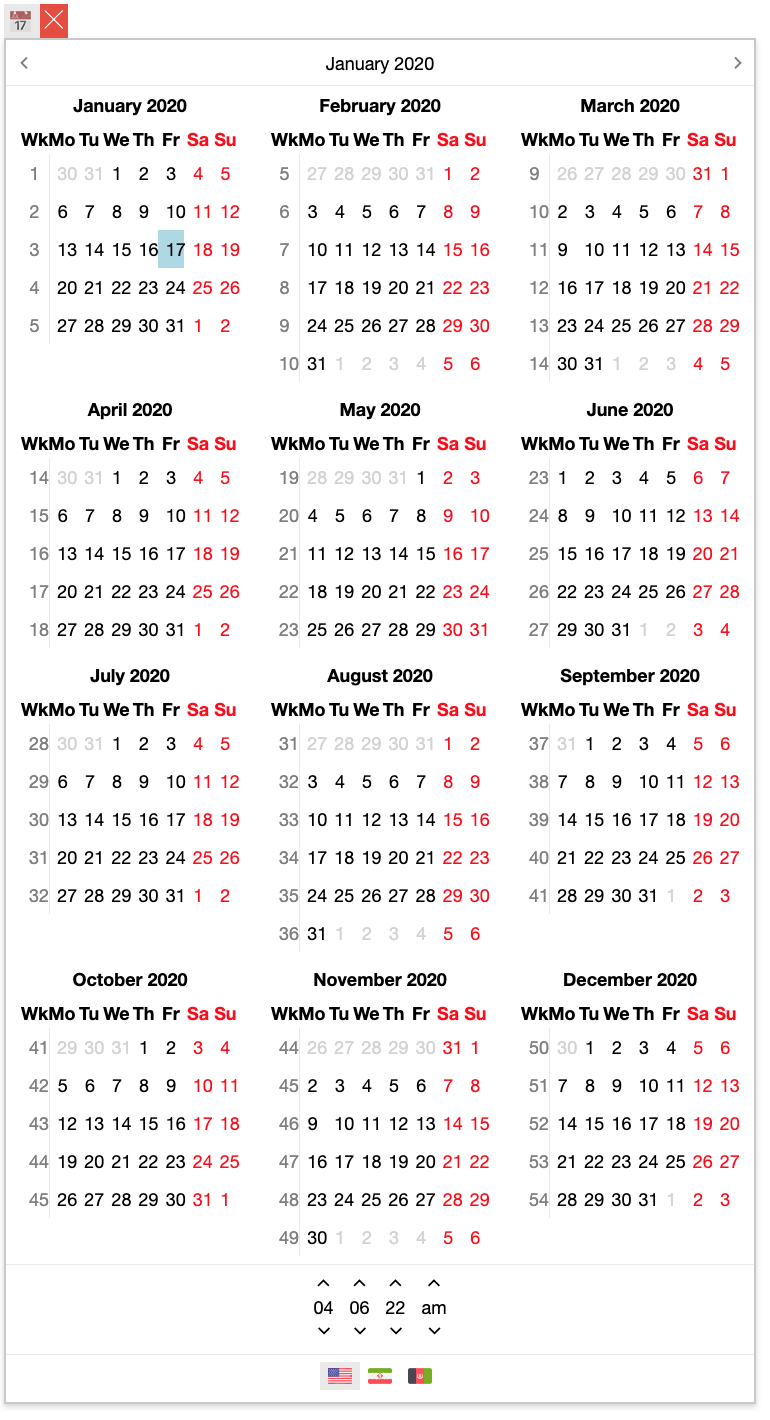 17
January 2020
January 2020 February 2020 March 2020
Wk Mo Tu We Th Fr Sa Su Wk Mo Tu We Th Fr Sa Su Wk Mo Tu We Th Fr Sa Su
1 30 31 1 2 3 4 5 5 27 28 29 30 31 1 2 9 26 27 28 29 30 31 1
2 6 7 8 9 10 11 12 6 3 4 5 6 7 8 9 10 2 3 4 5 6 7 8
3 13 14 15 16 17 18 19 7 10 11 12 13 14 15 16 11 9 10 11 12 13 14 15
4 20 21 22 23 24 25 26 8 17 18 19 20 21 22 23 12 16 17 18 19 20 21 22
5 27 28 29 30 31 1 2 9 24 25 26 27 28 29 30 13 23 24 25 26 27 28 29
10 31 1 2 3 4 5 6 14 30 31 1 2 3 4 5
April 2020 May 2020 June 2020
Wk Mo Tu We Th Fr Sa Su Wk Mo Tu We Th Fr Sa Su Wk Mo Tu We Th Fr Sa Su
14 30 31 1 2 3 4 5 19 28 29 30 31 1 2 3 23 1 2 3 4 5 6 7
15 6 7 8 9 10 11 12 20 4 5 6 7 8 9 10 24 8 9 10 11 12 13 14
16 13 14 15 16 17 18 19 21 11 12 13 14 15 16 17 25 15 16 17 18 19 20 21
17 20 21 22 23 24 25 26 22 18 19 20 21 22 23 24 26 22 23 24 25 26 27 28
18 27 28 29 30 31 1 2 23 25 26 27 28 29 30 31 27 29 30 31 1 2 3 4
July 2020 August 2020 September 2020
Wk Mo Tu We Th Fr Sa Su Wk Mo Tu We Th Fr Sa Su Wk Mo Tu We Th Fr Sa Su
28 30 31 1 2 3 4 5 31 27 28 29 30 31 1 2 37 31 1 2 3 4 5 6
29 6 7 8 9 10 11 12 32 3 4 5 6 7 8 9 38 7 8 9 10 11 12 13
30 13 14 15 16 17 18 19 33 10 11 12 13 14 15 16 39 14 15 16 17 18 19 20
31 20 21 22 23 24 25 26 34 17 18 19 20 21 22 23 40 21 22 23 24 25 26 27
32 27 28 29 30 31 1 2 35 24 25 26 27 28 29 30 41 28 29 30 31 1 2 3
36 31 1 2 3 4 5 6
October 2020 November 2020 December 2020
Wk Mo Tu We Th Fr Sa Su Wk Mo Tu We Th Fr Sa Su Wk Mo Tu We Th Fr Sa Su
41 29 30 31 1 2 3 4 44 26 27 28 29 30 31 1 50 30 1 2 3 4 5 6
42 5 6 7 8 9 10 11 45 2 3 4 5 6 7 8 51 7 8 9 10 11 12 13
43 12 13 14 15 16 17 18 46 9 10 11 12 13 14 15 52 14 15 16 17 18 19 20
44 19 20 21 22 23 24 25 47 16 17 18 19 20 21 22 53 21 22 23 24 25 26 27
45 26 27 28 29 30 31 1 48 23 24 25 26 27 28 29 54 28 29 30 31 1 2 3
49 30 1 2 3 4 5 6
04 06 22 am